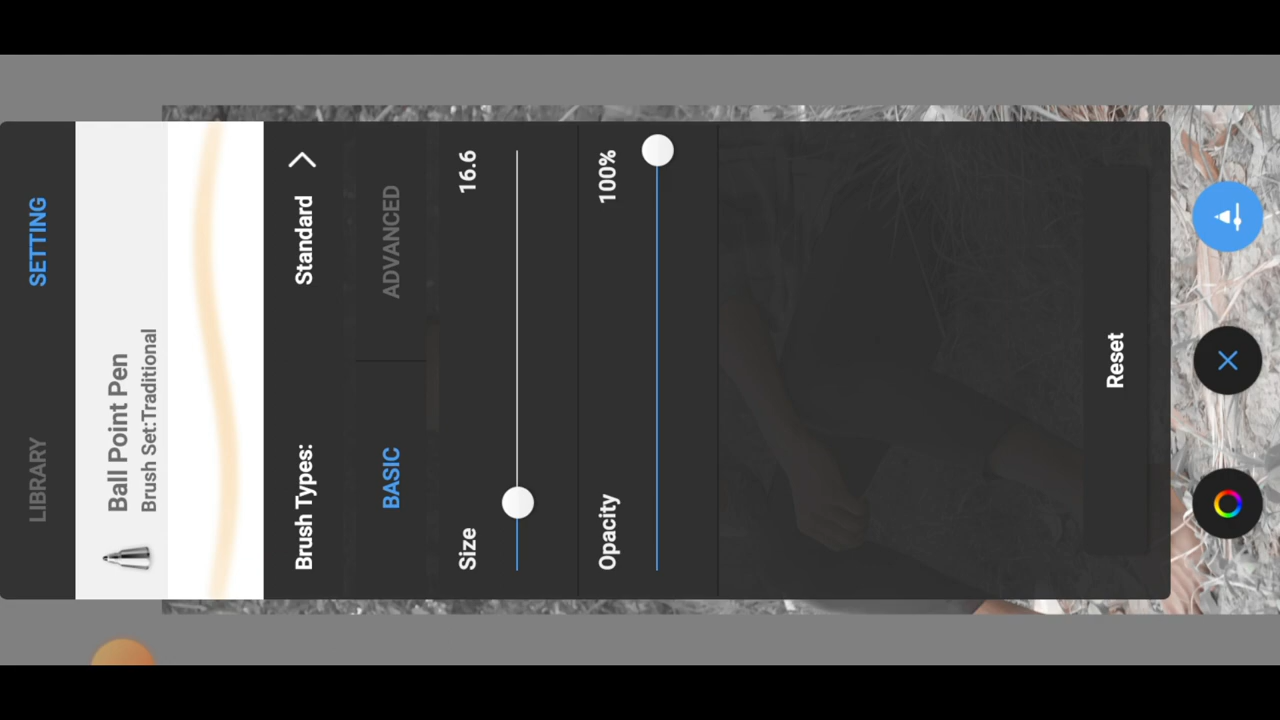 LIBRARY SETTING
Ball Point Pen
Brush Set:Traditional
Brush Types: Standard
BASIC ADVANCED
Size 16.6
Opacity 100%
Reset